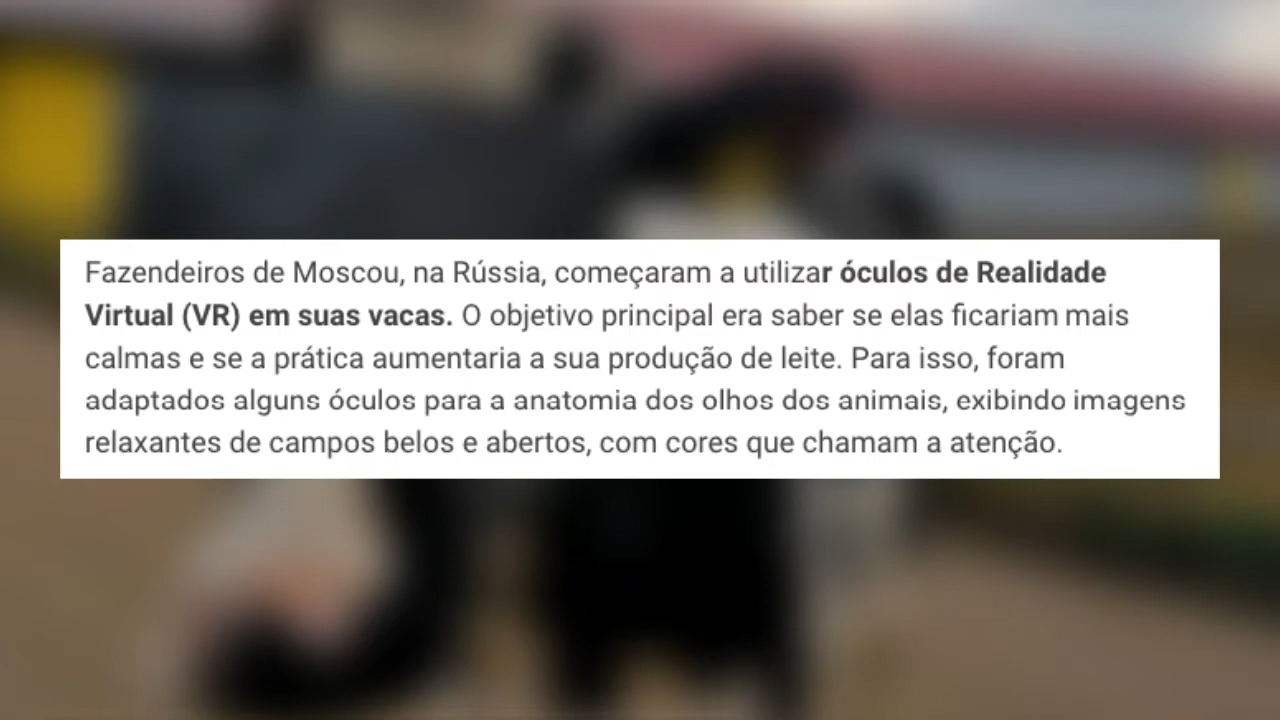 Fazendeiros de Moscou, na Rússia, começaram a utilizar óculos de Realidade
Virtual (VR) em suas vacas. O objetivo principal era saber se elas ficariam mais
calmas e se a prática aumentaria a sua produção de leite. Para isso, foram
adaptados alguns óculos para a anatomia dos olhos dos animais, exibindo imagens
relaxantes de campos belos e abertos, com cores que chamam a atenção.